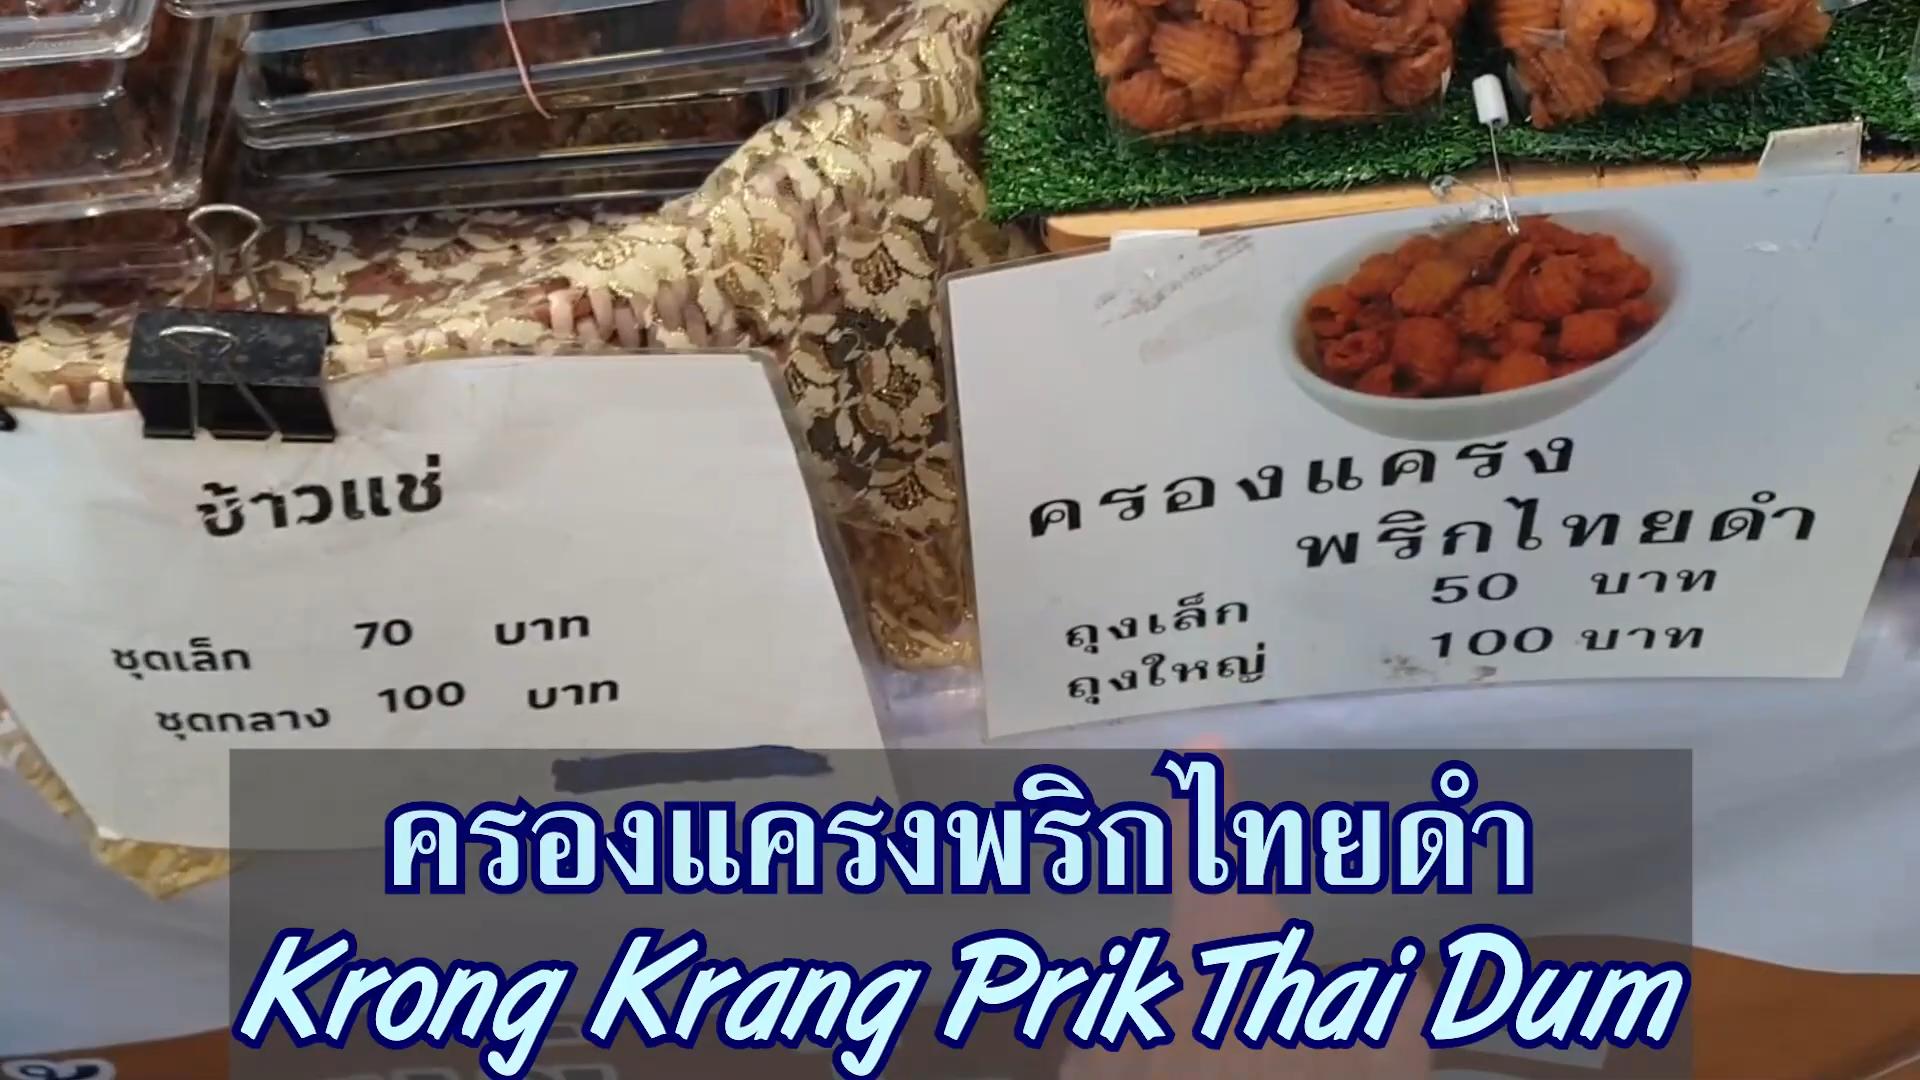 ข้าวแช่
ชุดเล็ก 70 บาท
ชุดกลาง 100 บาท
ครองแครง
พริกไทยดำ
ถุงเล็ก 50 บาท
ถุงใหญ่ 100 บาท
ครองแครงพริกไทยดำ
Krong Krang Prik Thai Dum